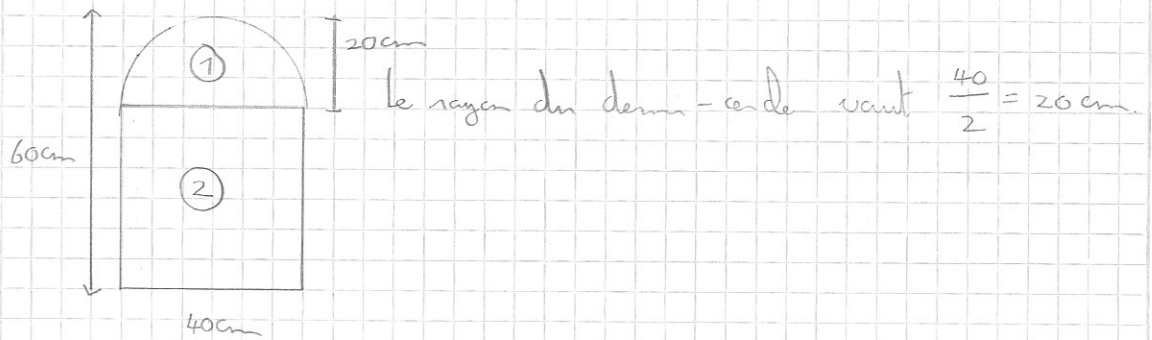 ①
20cm
Le rayon du demi-cercle vaut 40/2 = 20 cm.
60cm
②
40cm